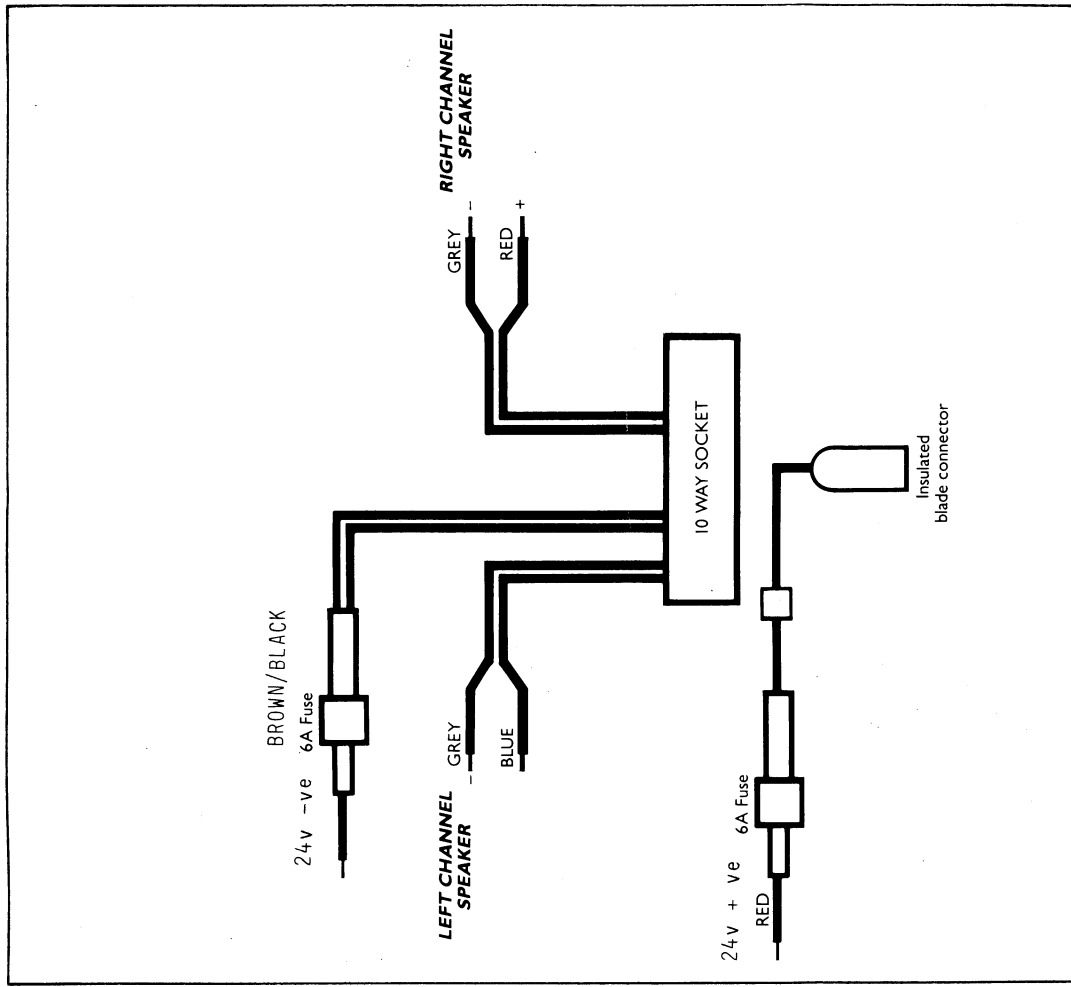 RIGHT CHANNEL
SPEAKER
GREY -
RED +
10 WAY SOCKET
Insulated
blade connector
BROWN/BLACK
6A Fuse
24v -ve
- GREY
BLUE
LEFT CHANNEL
SPEAKER
6A Fuse
24v + ve
RED